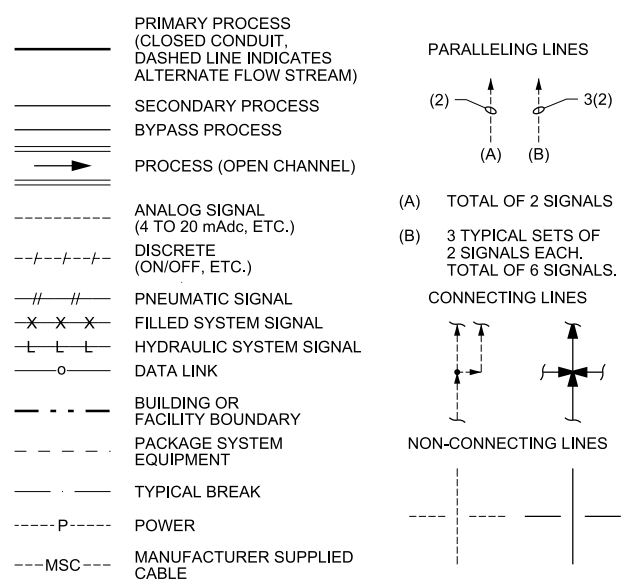 PRIMARY PROCESS
(CLOSED CONDUIT,
DASHED LINE INDICATES
ALTERNATE FLOW STREAM)
SECONDARY PROCESS
BYPASS PROCESS
PROCESS (OPEN CHANNEL)
ANALOG SIGNAL
(4 TO 20 mAdc, ETC.)
DISCRETE
(ON/OFF, ETC.)
PNEUMATIC SIGNAL
X X X FILLED SYSTEM SIGNAL
L L L HYDRAULIC SYSTEM SIGNAL
o DATA LINK
BUILDING OR
FACILITY BOUNDARY
PACKAGE SYSTEM
EQUIPMENT
TYPICAL BREAK
P POWER
MSC MANUFACTURER SUPPLIED
CABLE
PARALLELING LINES
(2) 3(2)
(A) (B)
(A) TOTAL OF 2 SIGNALS
(B) 3 TYPICAL SETS OF
2 SIGNALS EACH.
TOTAL OF 6 SIGNALS.
CONNECTING LINES
NON-CONNECTING LINES